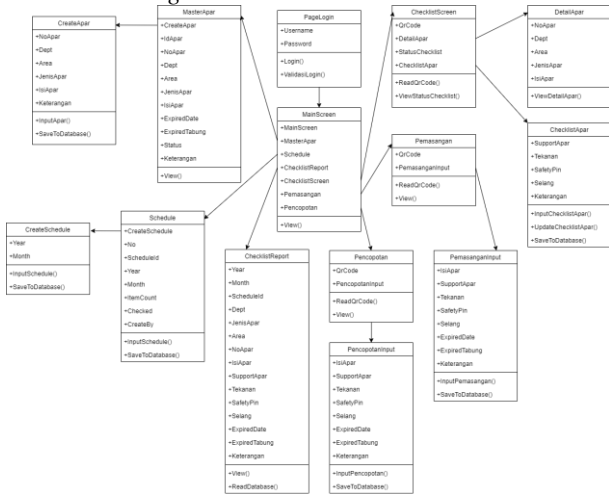 CreateApar
+NoApar
+Dept
+Area
+JenisApar
+IsiApar
+Keterangan
+InputApar()
+SaveToDatabase()
MasterApar
+CreateApar
+IdApar
+NoApar
+Dept
+Area
+JenisApar
+IsiApar
+ExpiredDate
+ExpiredTabung
+Status
+Keterangan
+View()
PageLogin
+Username
+Password
+Login()
+ValidasiLogin()
ChecklistScreen
+QrCode
+DetailApar
+StatusChecklist
+ChecklistApar
+ReadQrCode()
+ViewStatusChecklist()
DetailApar
+NoApar
+Dept
+Area
+JenisApar
+IsiApar
+ViewDetailApar()
MainScreen
+MainScreen
+MasterApar
+Schedule
+ChecklistReport
+ChecklistScreen
+Pemasangan
+Pencopotan
+View()
Pemasangan
+QrCode
+PemasanganInput
+ReadQrCode()
+View()
ChecklistApar
+SupportApar
+Tekanan
+SafetyPin
+Selang
+Keterangan
+InputChecklistApar()
+UpdateChecklistApar()
+SaveToDatabase()
CreateSchedule
+Year
+Month
+InputSchedule()
+SaveToDatabase()
Schedule
+CreateSchedule
+No
+ScheduleId
+Year
+Month
+ItemCount
+Checked
+CreateBy
+InputSchedule()
+SaveToDatabase()
ChecklistReport
+Year
+Month
+ScheduleId
+Dept
+JenisApar
+Area
+NoApar
+IsiApar
+SupportApar
+Tekanan
+SafetyPin
+Selang
+ExpiredDate
+ExpiredTabung
+Keterangan
+View()
+ReadDatabase()
Pencopotan
+QrCode
+PencopotanInput
+ReadQrCode()
+View()
PencopotanInput
+IsiApar
+SupportApar
+Tekanan
+SafetyPin
+Selang
+ExpiredDate
+ExpiredTabung
+Keterangan
+InputPencopotan()
+SaveToDatabase()
PemasanganInput
+IsiApar
+SupportApar
+Tekanan
+SafetyPin
+Selang
+ExpiredDate
+ExpiredTabung
+Keterangan
+InputPemasangan()
+SaveToDatabase()